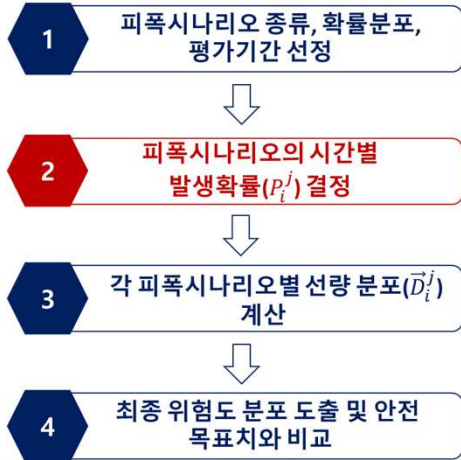 1
피폭시나리오 종류, 확률분포,
평가기간 선정
2
피폭시나리오의 시간별
발생확률(P_i^j) 결정
3
각 피폭시나리오별 선량 분포(\vec{D}_i^j)
계산
4
최종 위험도 분포 도출 및 안전
목표치와 비교